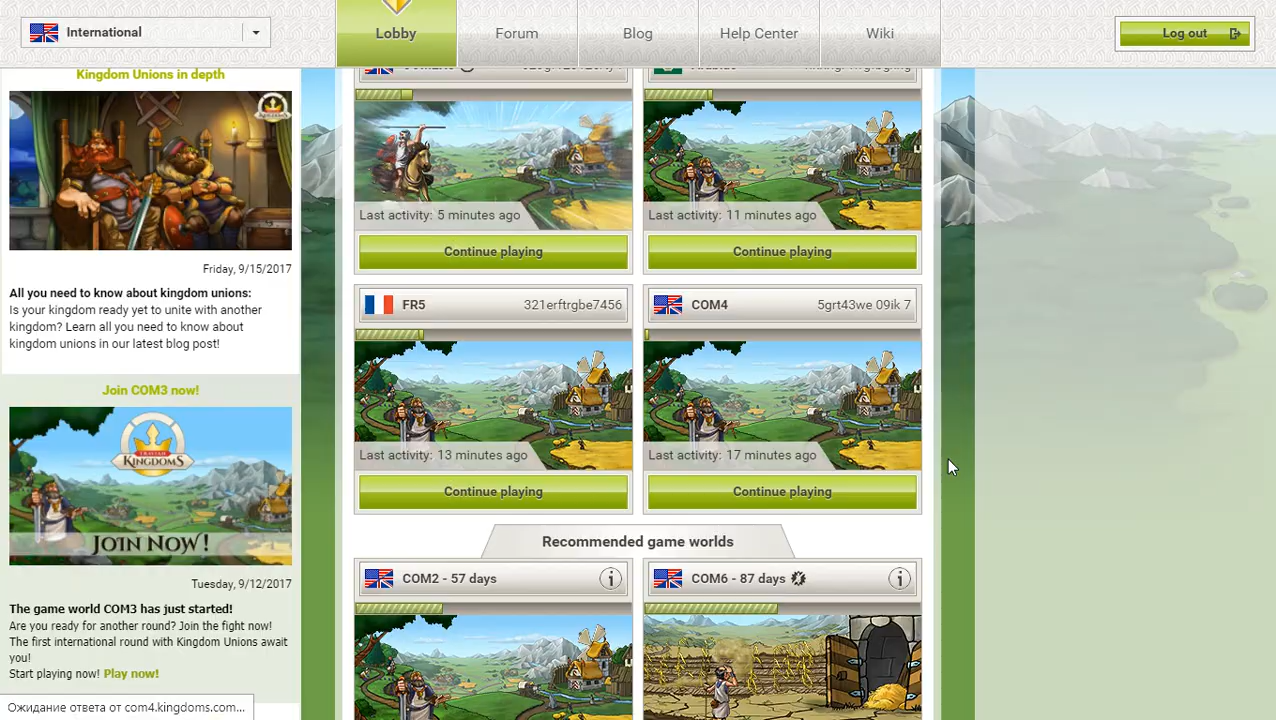 International
Lobby
Forum
Blog
Help Center
Wiki
Log out
Kingdom Unions in depth
Friday, 9/15/2017
All you need to know about kingdom unions:
Is your kingdom ready yet to unite with another
kingdom? Learn all you need to know about
kingdom unions in our latest blog post!
Join COM3 now!
TRAVIAN
KINGDOMS
JOIN NOW!
Tuesday, 9/12/2017
The game world COM3 has just started!
Are you ready for another round? Join the fight now!
The first international round with Kingdom Unions await
you!
Start playing now! Play now!
Last activity: 5 minutes ago
Last activity: 11 minutes ago
Continue playing
Continue playing
FR5
321erftrgbe7456
COM4
5grt43we 09ik 7
Last activity: 13 minutes ago
Last activity: 17 minutes ago
Continue playing
Continue playing
Recommended game worlds
COM2 - 57 days
COM6 - 87 days
Ожидание ответа от com4.kingdoms.com...